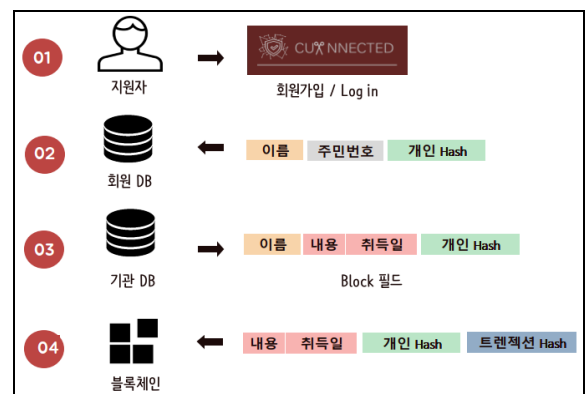 01
CUNNECTED
지원자
회원가입 / Log in
02
이름 주민번호 개인 Hash
회원 DB
03
이름 내용 취득일 개인 Hash
기관 DB
Block 필드
04
내용 취득일 개인 Hash 트렌젝션 Hash
블록체인